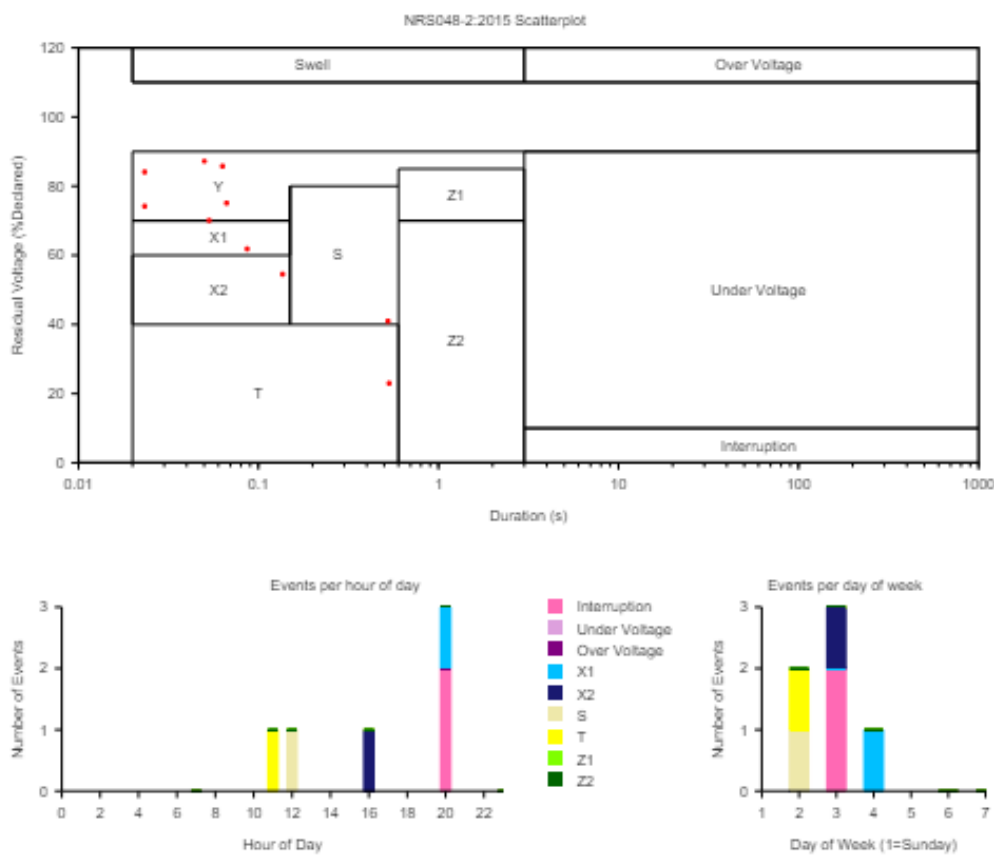 NRS048-2:2015 Scatterplot
120
100
80
60
40
20
0
Residual Voltage (%Declared)
Swell
Over Voltage
Y
X1
X2
S
T
Z1
Z2
Under Voltage
Interruption
0.01
0.1
1
10
100
1000
Duration (s)
Events per hour of day
3
2
1
0
Number of Events
0 2 4 6 8 10 12 14 16 18 20 22
Hour of Day
Interruption
Under Voltage
Over Voltage
X1
X2
S
T
Z1
Z2
Events per day of week
3
2
1
0
Number of Events
1 2 3 4 5 6 7
Day of Week (1=Sunday)